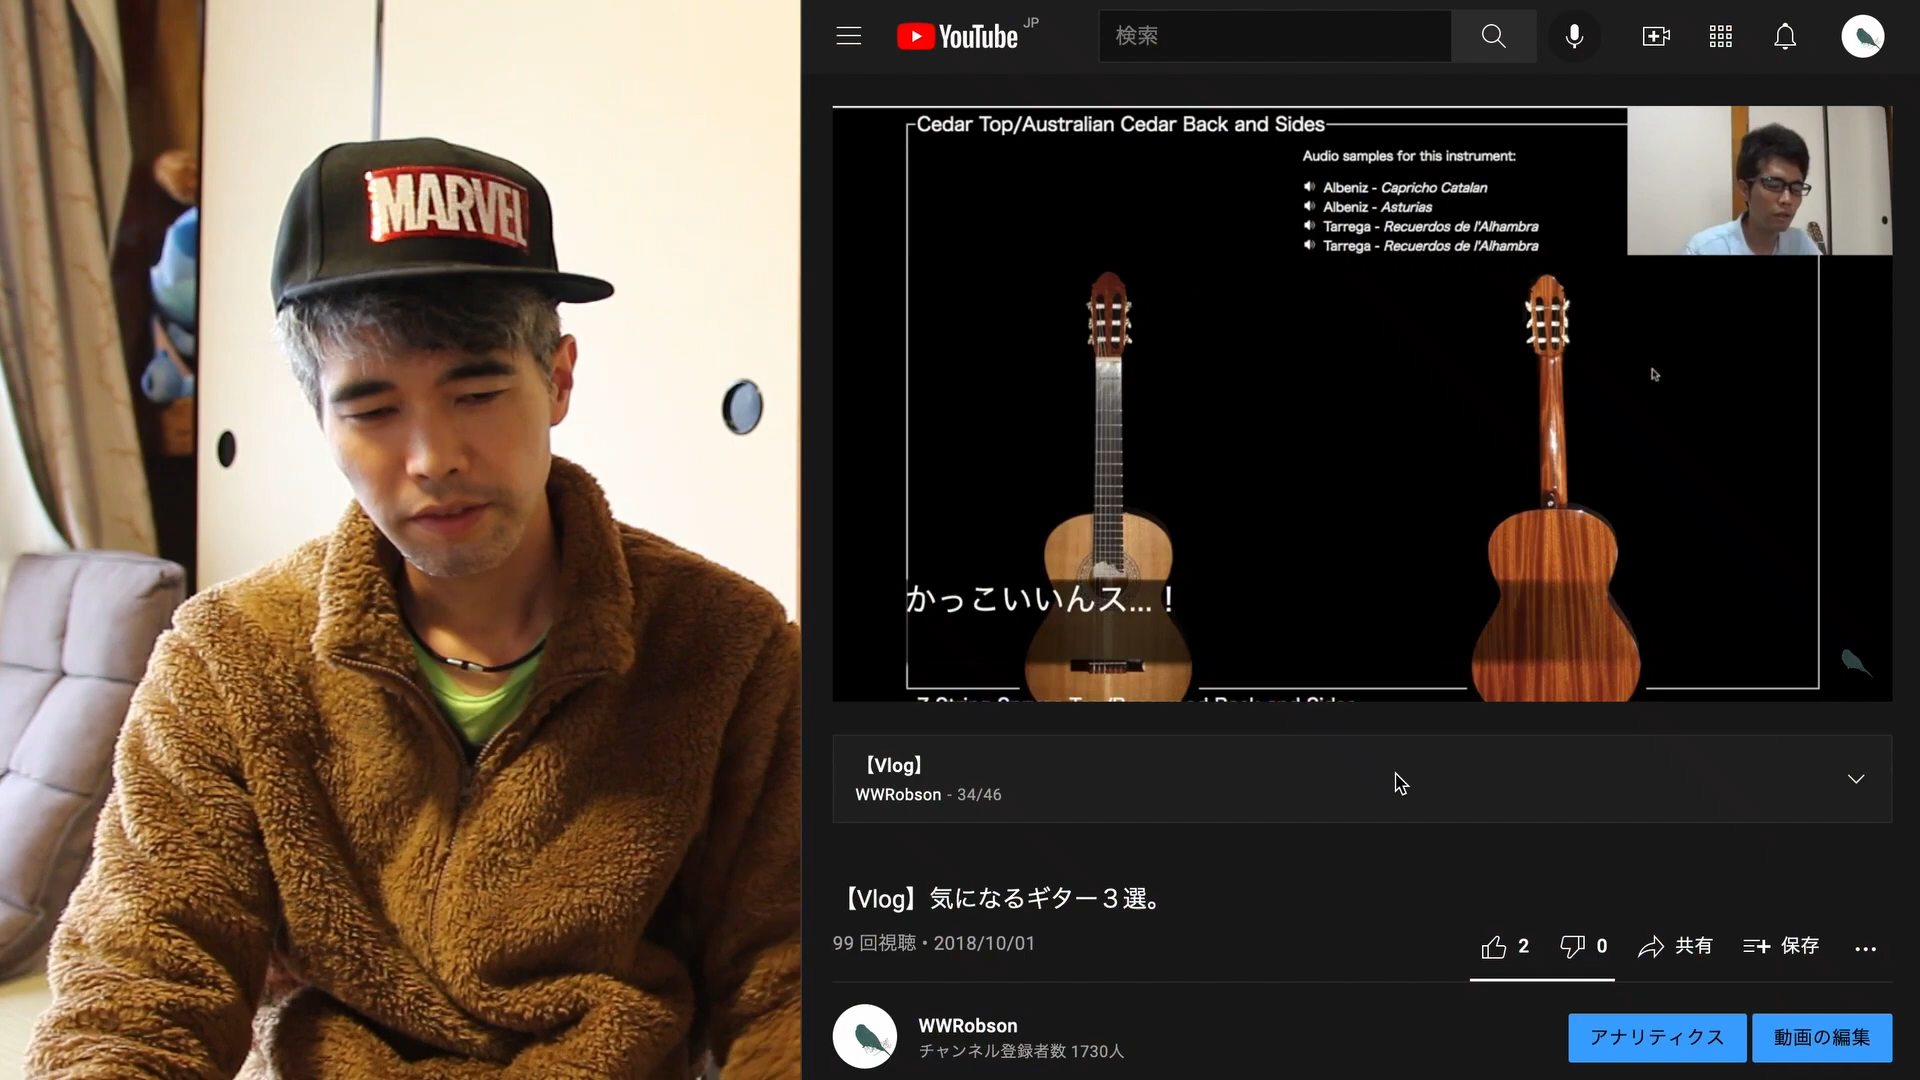 MARVEL
YouTube JP
検索
Cedar Top/Australian Cedar Back and Sides
Audio samples for this instrument:
Albeniz - Capricho Catalan
Albeniz - Asturias
Tarrega - Recuerdos de l'Alhambra
Tarrega - Recuerdos de l'Alhambra
かっこいいんス...！
【Vlog】
WWRobson - 34/46
【Vlog】気になるギター３選。
99 回視聴・2018/10/01
2
0
共有
保存
WWRobson
チャンネル登録者数 1730人
アナリティクス
動画の編集